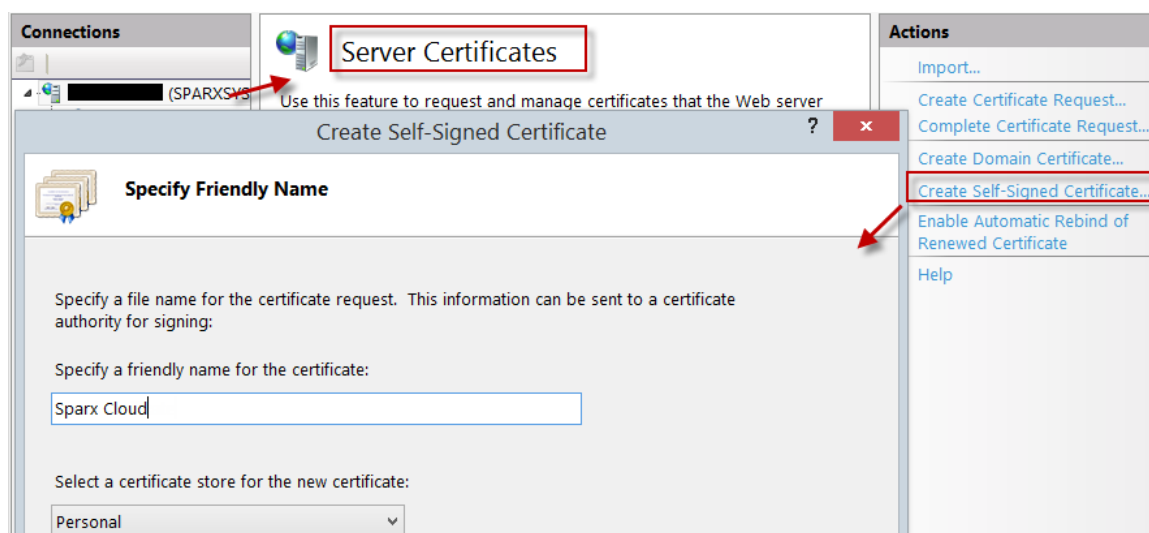 Connections
(SPARXSYS
Server Certificates
Use this feature to request and manage certificates that the Web server
Create Self-Signed Certificate
?
x
Specify Friendly Name
Specify a file name for the certificate request. This information can be sent to a certificate
authority for signing:
Specify a friendly name for the certificate:
Sparx Cloud
Select a certificate store for the new certificate:
Personal
Actions
Import...
Create Certificate Request...
Complete Certificate Request...
Create Domain Certificate...
Create Self-Signed Certificate...
Enable Automatic Rebind of
Renewed Certificate
Help